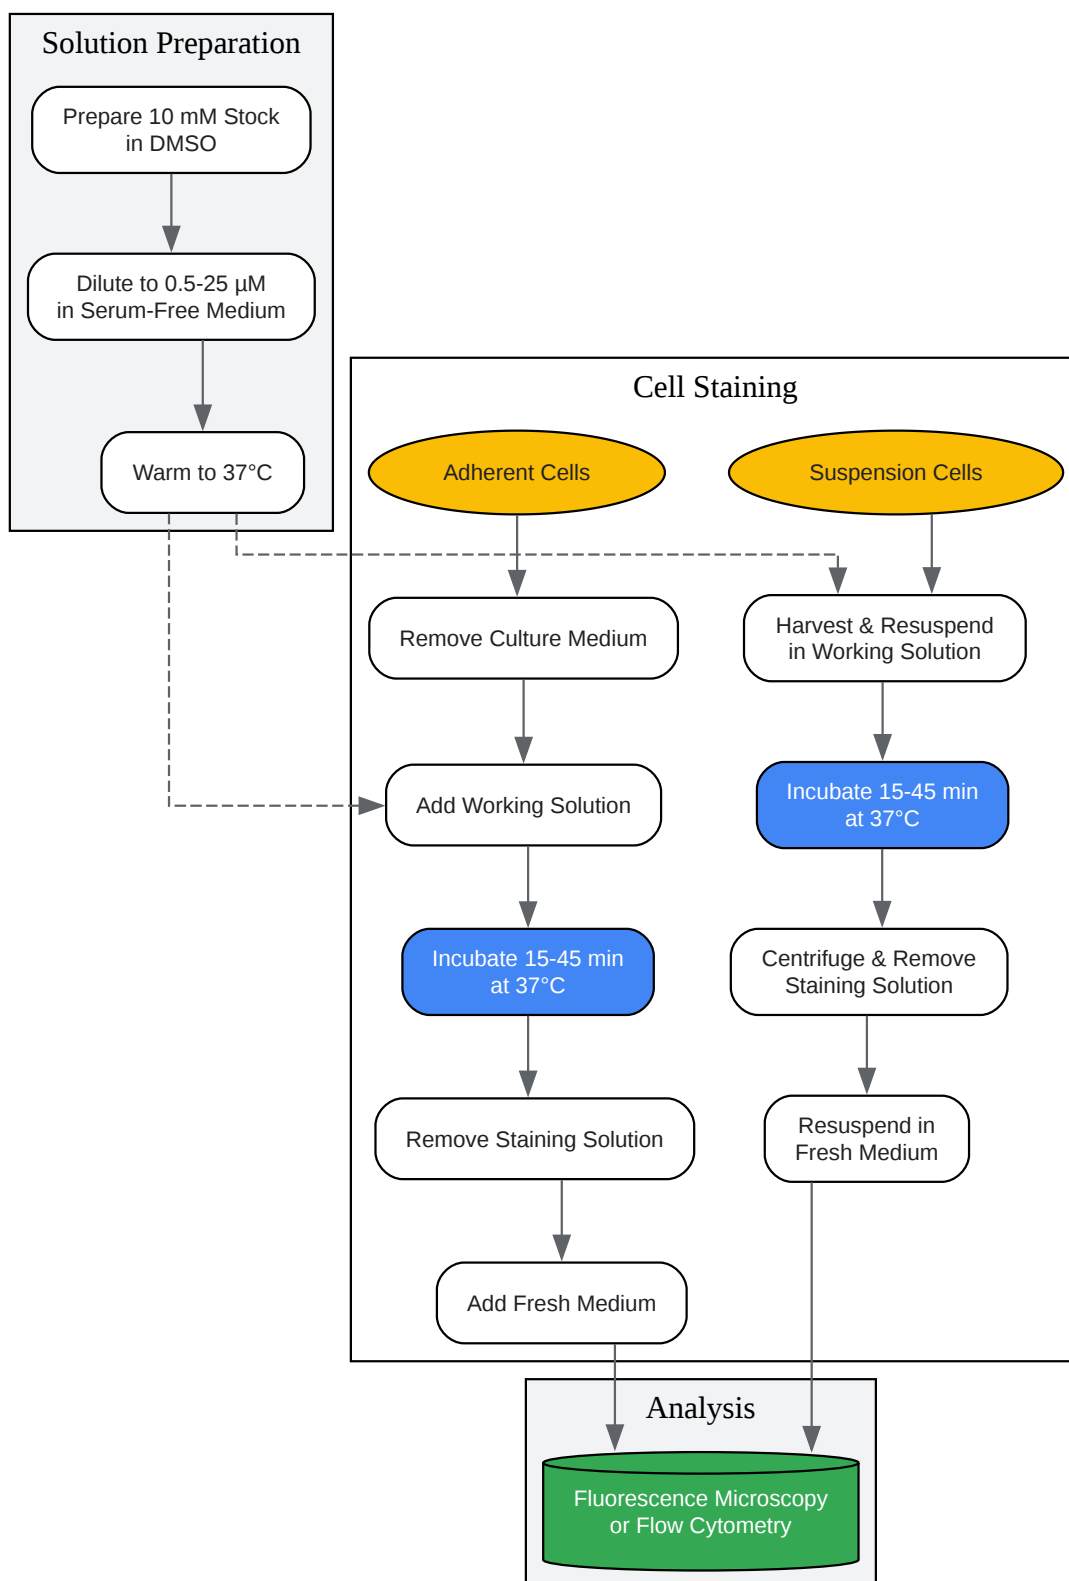 Solution Preparation
Prepare 10 mM Stock
in DMSO
Dilute to 0.5-25 µM
in Serum-Free Medium
Warm to 37°C
Cell Staining
Adherent Cells
Remove Culture Medium
Add Working Solution
Incubate 15-45 min
at 37°C
Remove Staining Solution
Add Fresh Medium
Suspension Cells
Harvest & Resuspend
in Working Solution
Incubate 15-45 min
at 37°C
Centrifuge & Remove
Staining Solution
Resuspend in
Fresh Medium
Analysis
Fluorescence Microscopy
or Flow Cytometry